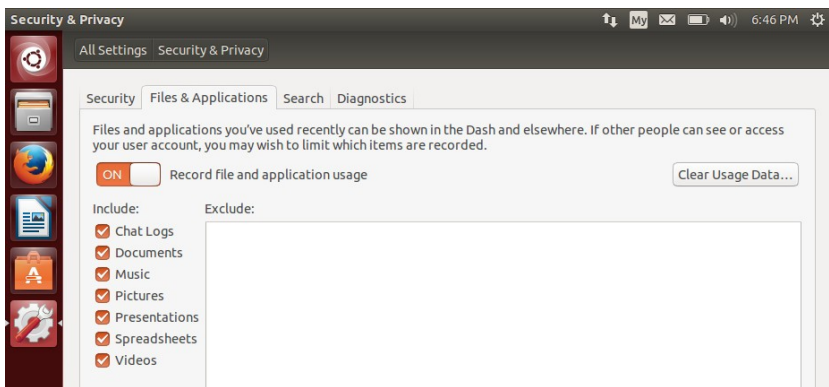 Security & Privacy
My
6:46 PM
All Settings Security & Privacy
Security Files & Applications Search Diagnostics
Files and applications you've used recently can be shown in the Dash and elsewhere. If other people can see or access
your user account, you may wish to limit which items are recorded.
ON Record file and application usage Clear Usage Data...
Include: Exclude:
Chat Logs
Documents
Music
Pictures
Presentations
Spreadsheets
Videos